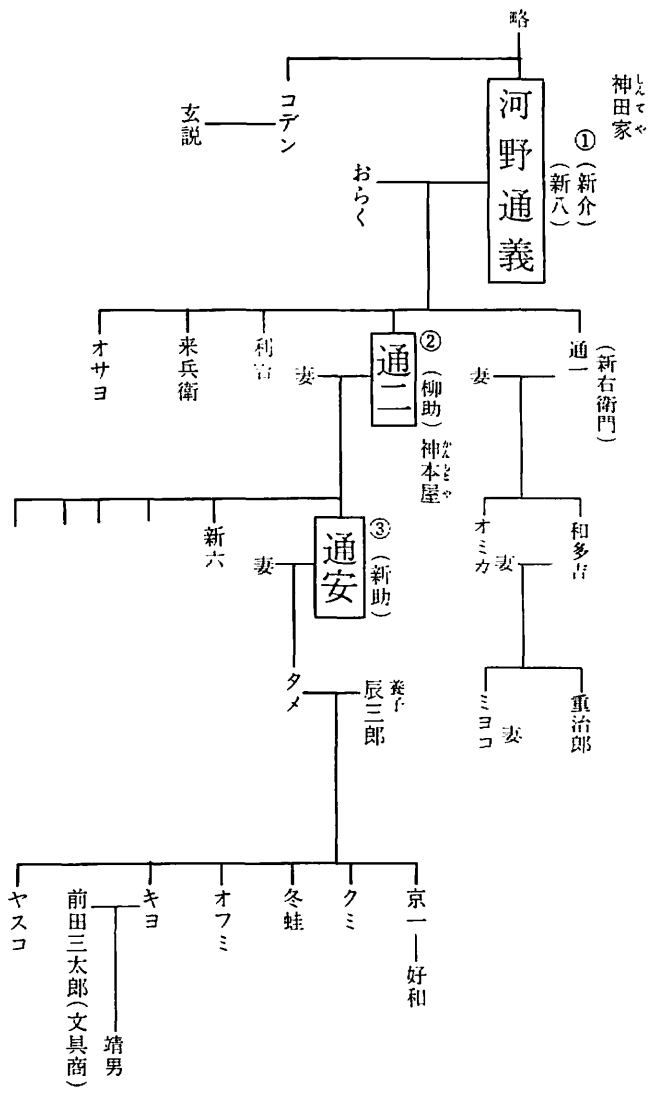 略
神田家
しんでや
①(新介)
(新八)
河野通義
おらく
コデン
玄説
(新右衛門)
通一
妻
②(柳助)
神本屋
通二
妻
利吉
来兵衛
オサヨ
和多吉
妻
オミカ
③(新助)
通安
妻
新六
重治郎
妻
ミヨコ
養子
辰三郎
タメ
京一
好和
クミ
冬蛙
オフミ
キヨ
前田三太郎(文具商)
靖男
ヤスコ